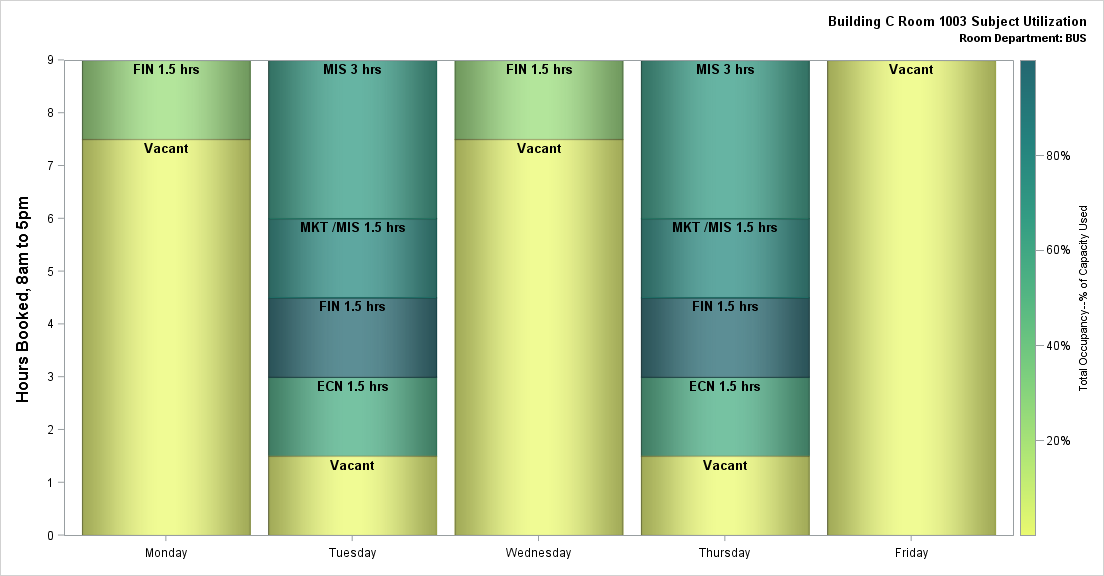 Building C Room 1003 Subject Utilization
Room Department: BUS
Hours Booked, 8am to 5pm
9
8
7
6
5
4
3
2
1
0
FIN 1.5 hrs
Vacant
MIS 3 hrs
MKT /MIS 1.5 hrs
FIN 1.5 hrs
ECN 1.5 hrs
Vacant
FIN 1.5 hrs
Vacant
MIS 3 hrs
MKT /MIS 1.5 hrs
FIN 1.5 hrs
ECN 1.5 hrs
Vacant
Vacant
Monday
Tuesday
Wednesday
Thursday
Friday
80%
60%
40%
20%
Total Occupancy--% of Capacity Used